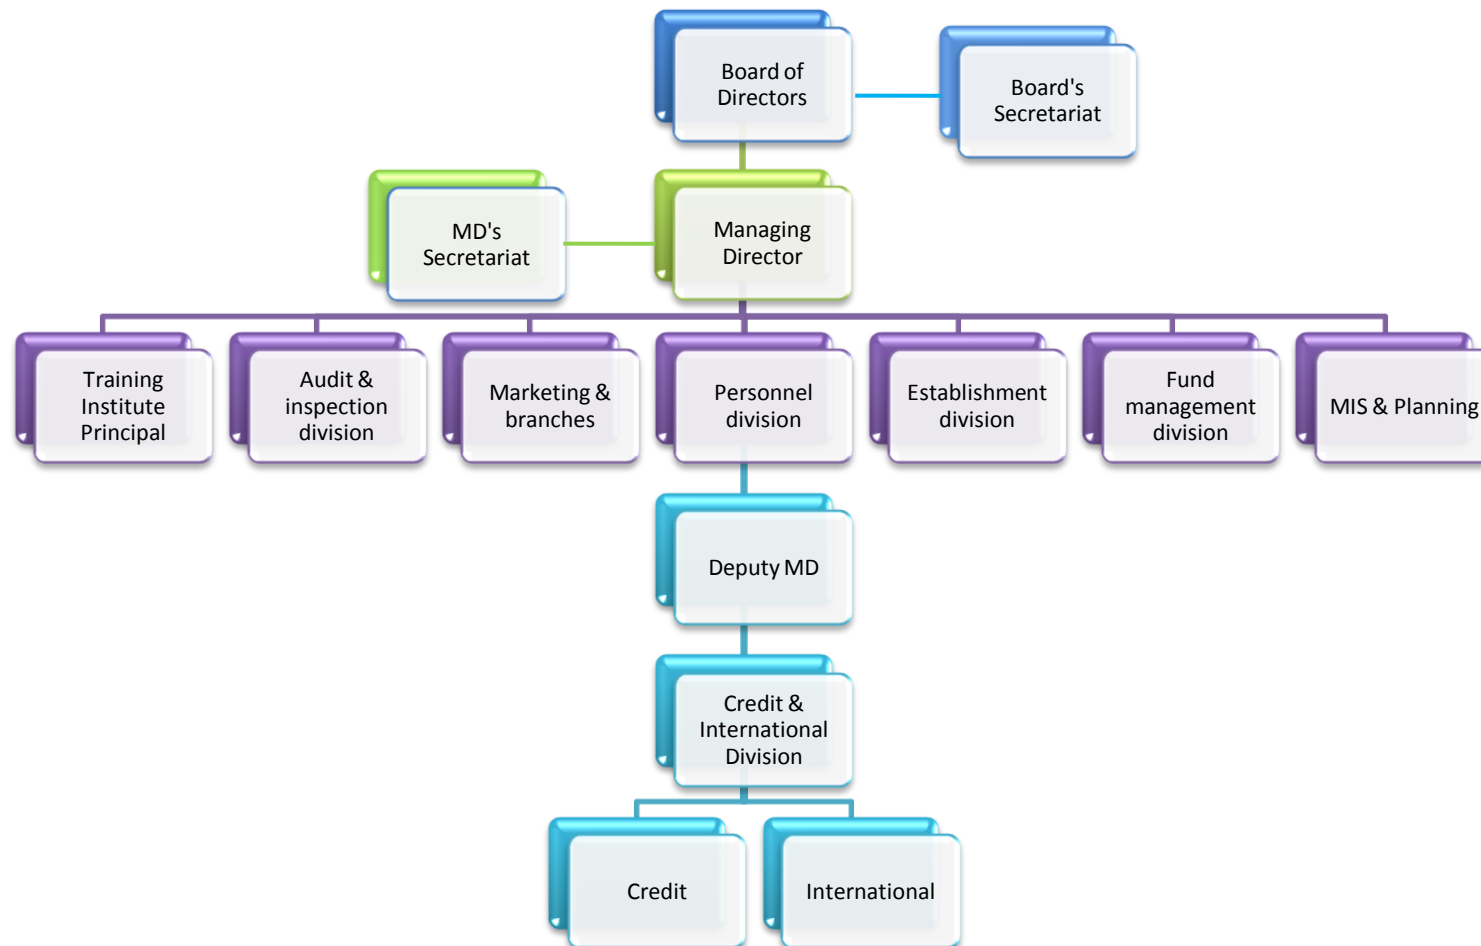 Board of
Directors
Board's
Secretariat
MD's
Secretariat
Managing
Director
Training
Institute
Principal
Audit &
inspection
division
Marketing &
branches
Personnel
division
Establishment
division
Fund
management
division
MIS & Planning
Deputy MD
Credit &
International
Division
Credit
International